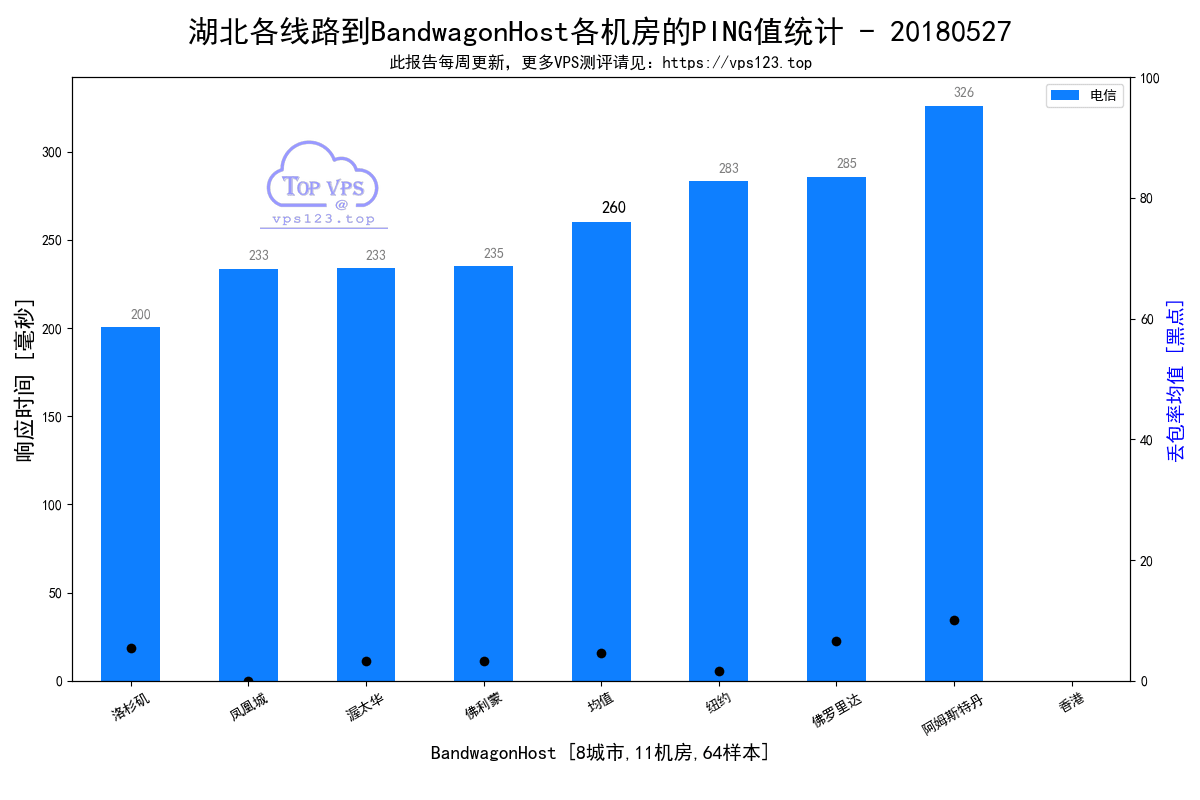 湖北各线路到BandwagonHost各机房的PING值统计 - 20180527
此报告每周更新，更多VPS测评请见：https://vps123.top
电信
TOP VPS
@
vps123.top
响应时间 [毫秒]
0
50
100
150
200
250
300
200
233
233
235
260
283
285
326
0
20
40
60
80
100
丢包率均值 [黑点]
洛杉矶
凤凰城
渥太华
佛利蒙
均值
纽约
佛罗里达
阿姆斯特丹
香港
BandwagonHost [8城市,11机房,64样本]